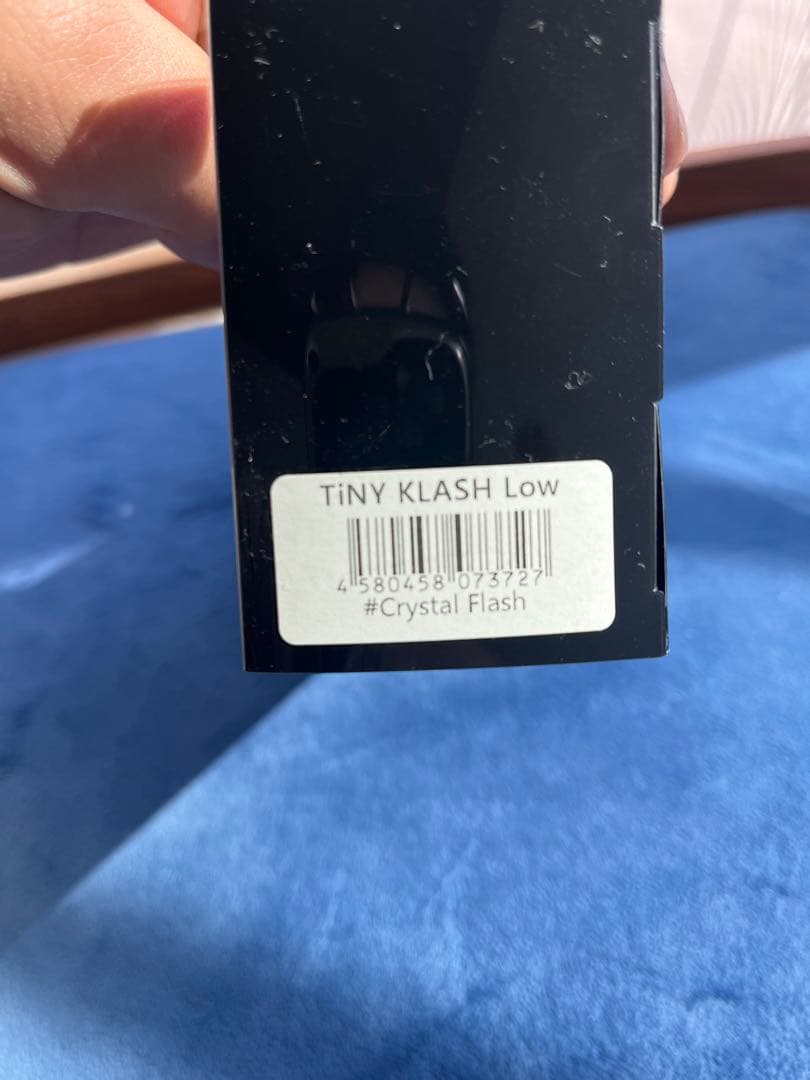 TiNY KLASH Low
4 580458 073727
#Crystal Flash